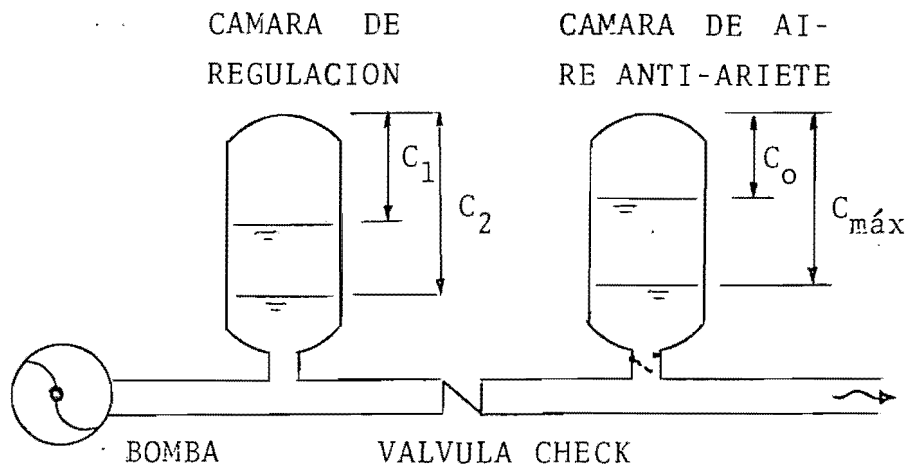 CAMARA DE
REGULACION
CAMARA DE AI-
RE ANTI-ARIETE
C1
C2
Co
Cmáx
BOMBA
VALVULA CHECK